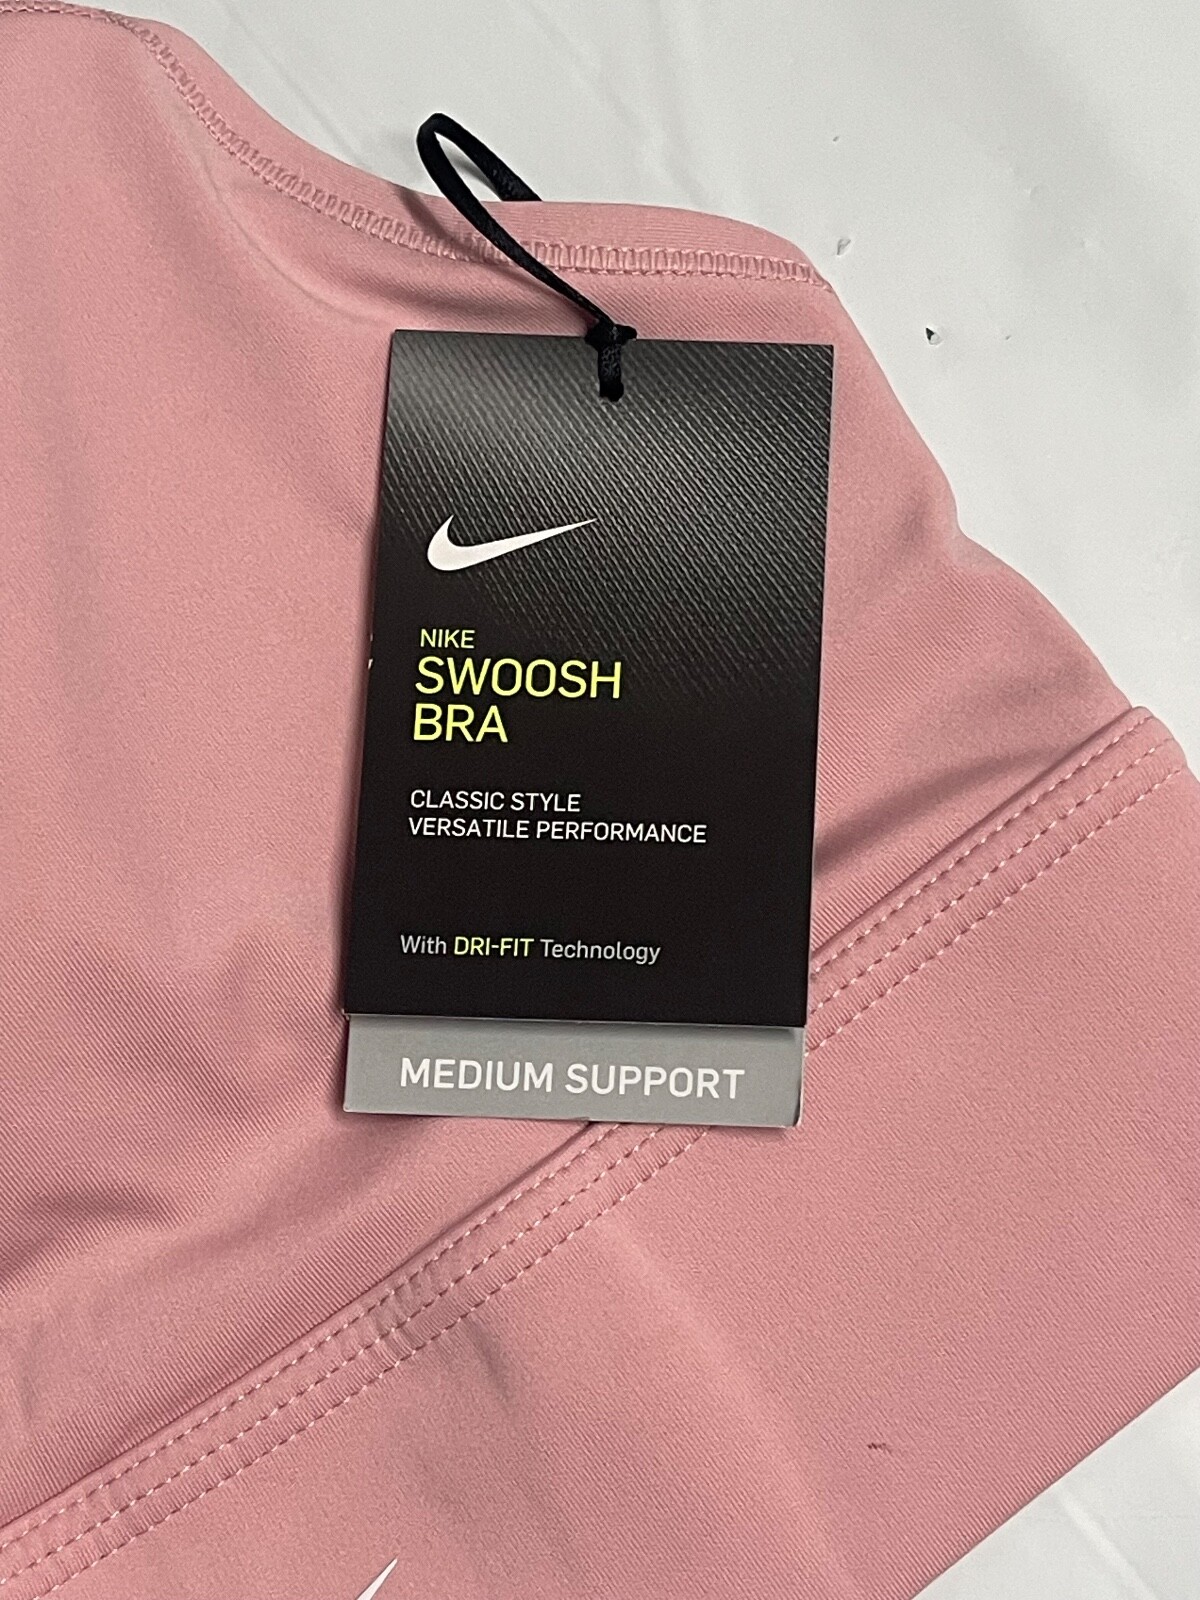 NIKE
SWOOSH
BRA
CLASSIC STYLE
VERSATILE PERFORMANCE
With DRI-FIT Technology
MEDIUM SUPPORT